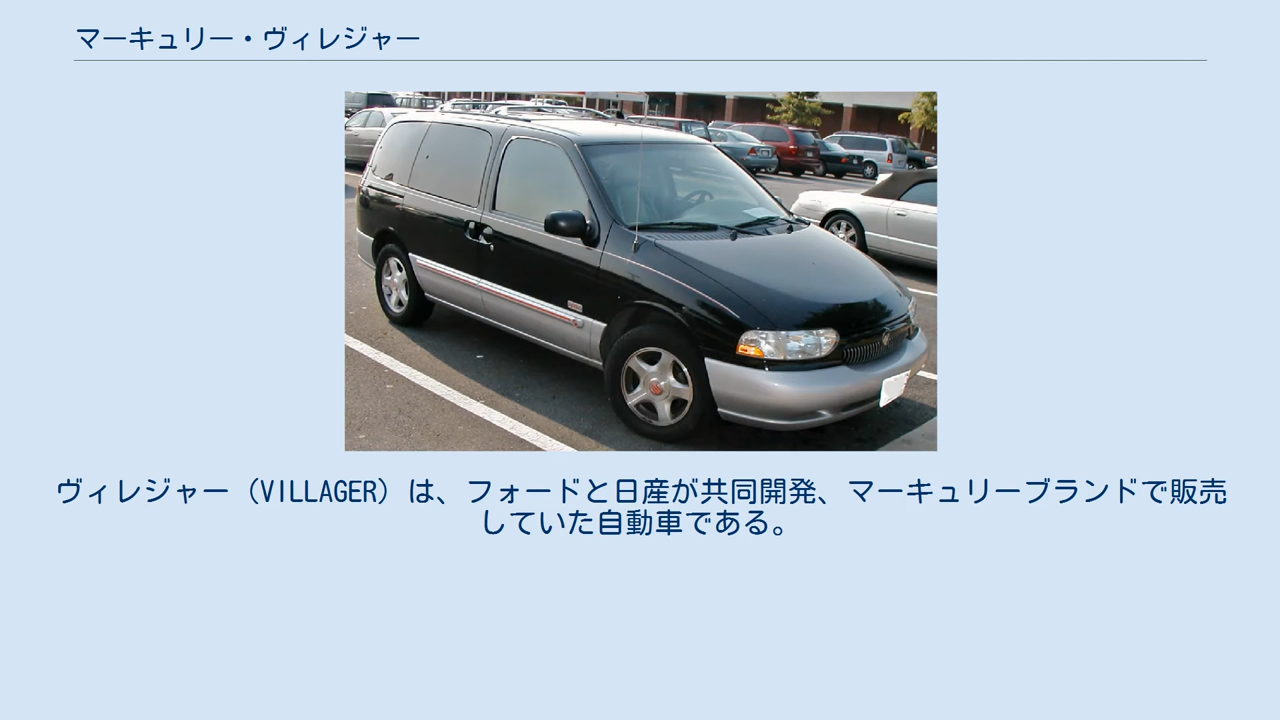 マーキュリー・ヴィレジャー
ヴィレジャー（VILLAGER）は、フォードと日産が共同開発、マーキュリーブランドで販売
していた自動車である。